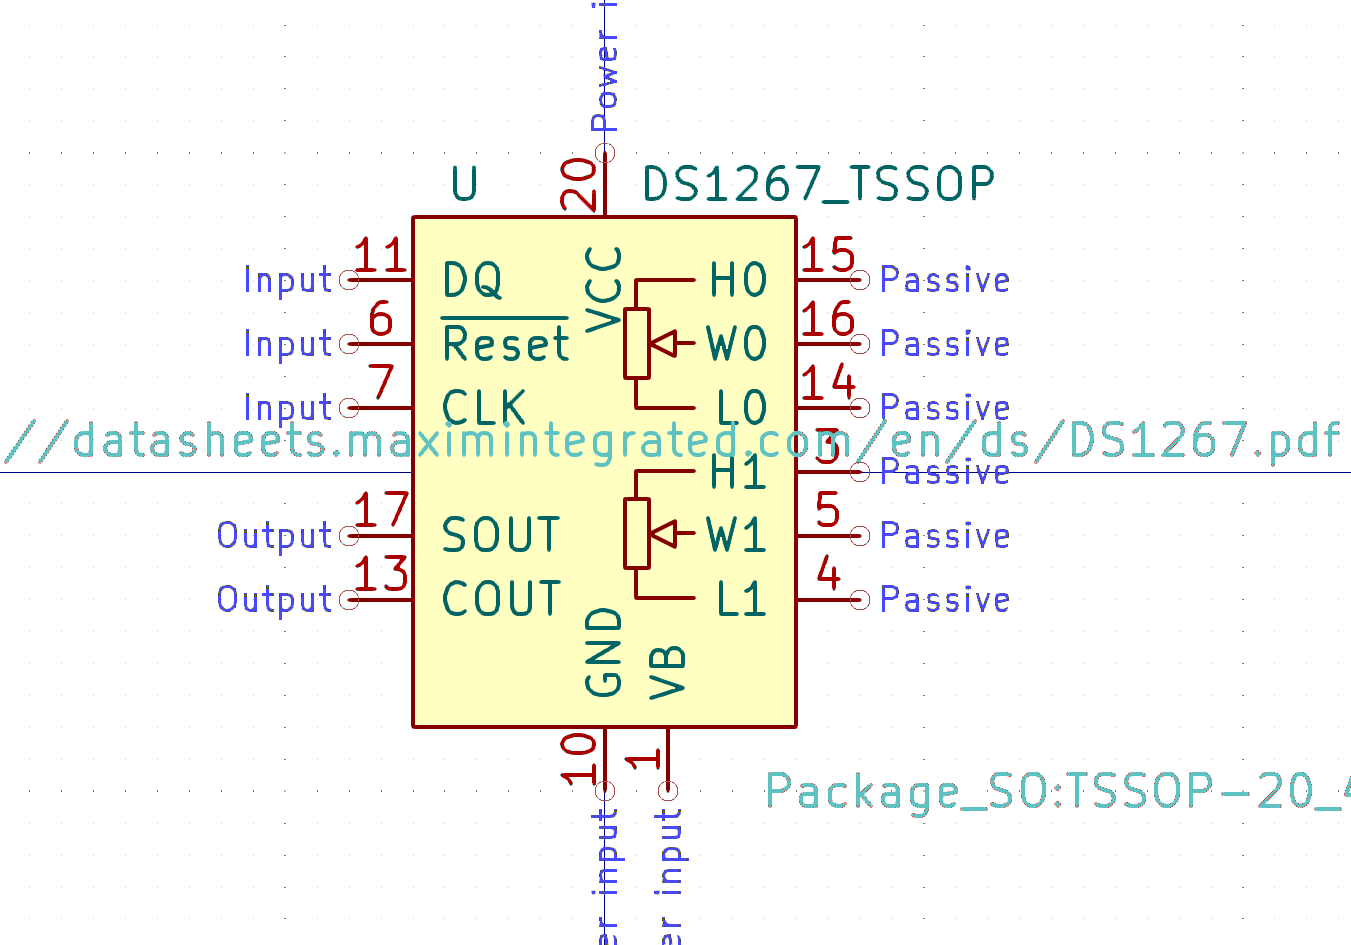 Power i
U
DS1267_TSSOP
20
VCC
Input 11 DQ
H0 15 Passive
Input 6 Reset
W0 16 Passive
Input 7 CLK
L0 14 Passive
//datasheets.maximintegrated.com/en/ds/DS1267.pdf
H1 3 Passive
Output 17 SOUT
W1 5 Passive
Output 13 COUT
L1 4 Passive
GND
VB
10
1
Package_SO:TSSOP-20_4
er input
er input